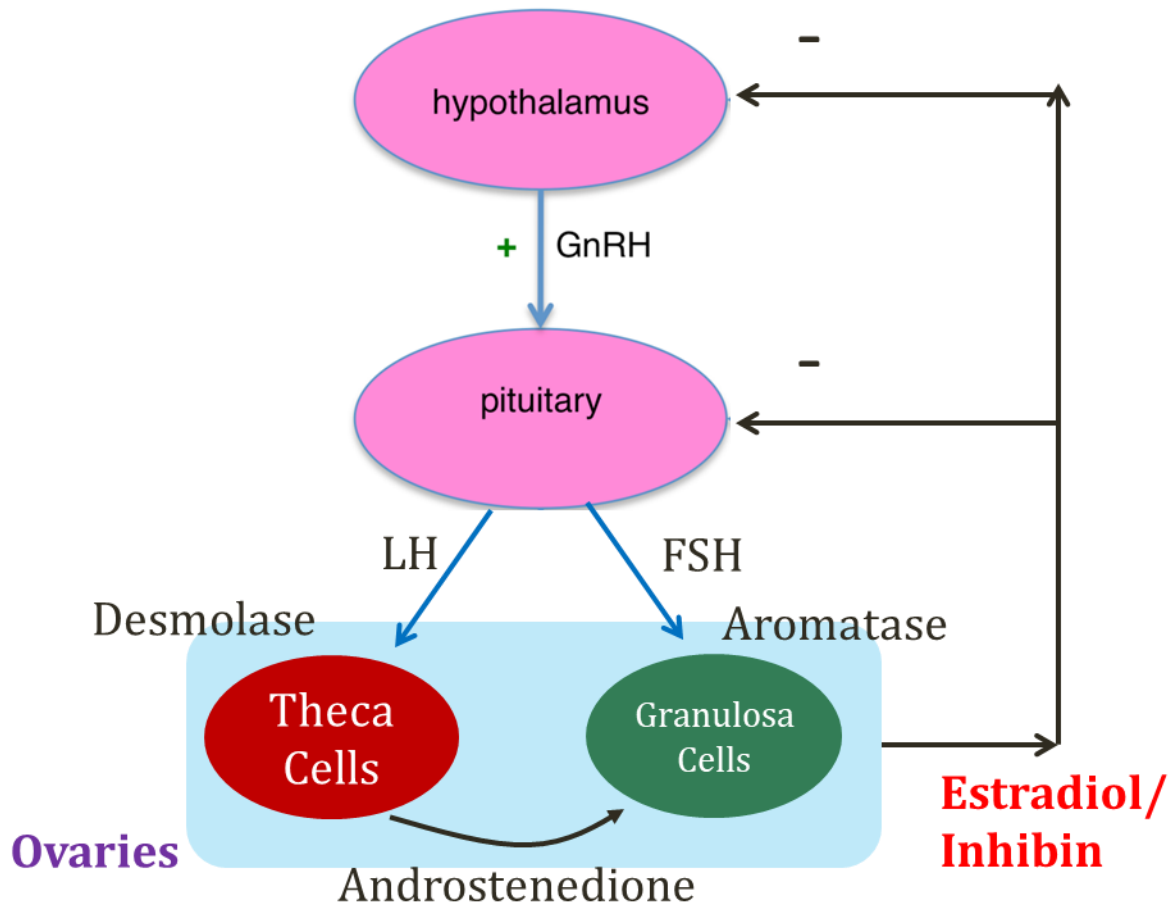 -
hypothalamus
+ GnRH
-
pituitary
LH
FSH
Desmolase
Aromatase
Theca
Cells
Granulosa
Cells
Estradiol/
Inhibin
Ovaries
Androstenedione